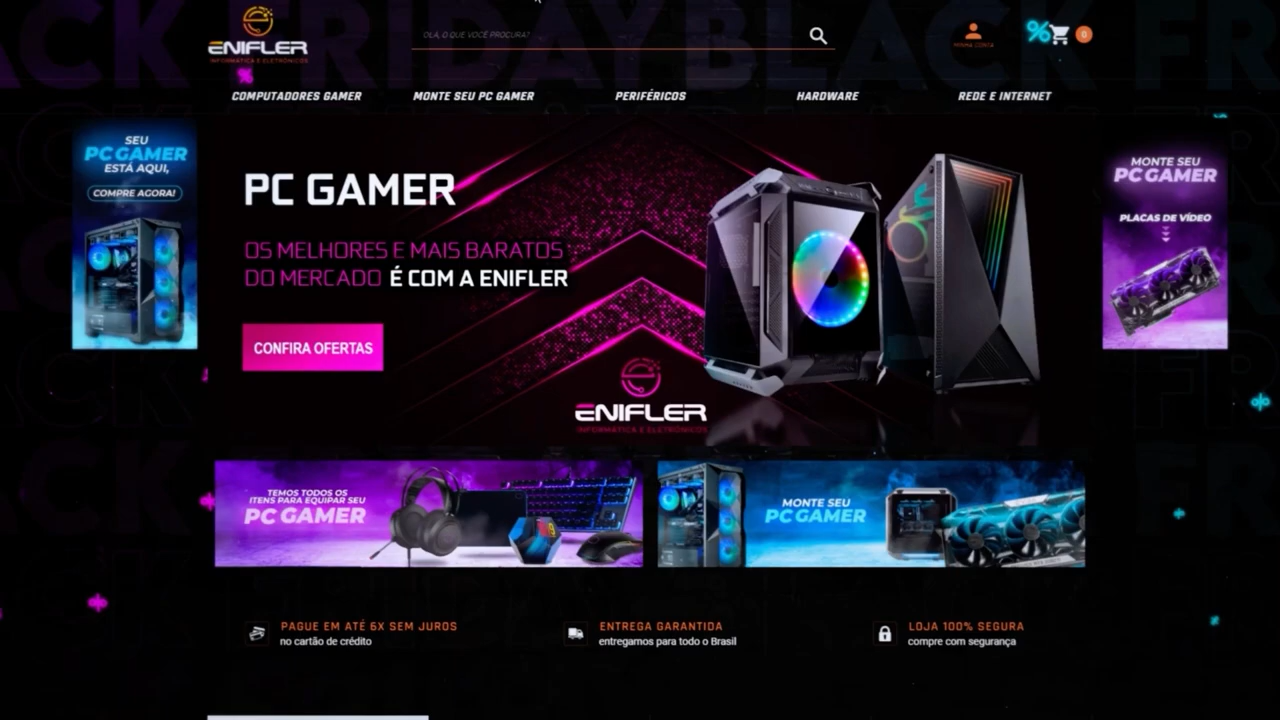 BLACK FRIDAY BLACK FR
ENIFLER
INFORMÁTICA E ELETRÔNICOS
OLÁ, O QUE VOCÊ PROCURA?
MINHA CONTA
%
0
COMPUTADORES GAMER
MONTE SEU PC GAMER
PERIFÉRICOS
HARDWARE
REDE E INTERNET
SEU
PC GAMER
ESTÁ AQUI,
COMPRE AGORA!
PC GAMER
OS MELHORES E MAIS BARATOS
DO MERCADO É COM A ENIFLER
CONFIRA OFERTAS
ENIFLER
INFORMÁTICA E ELETRÔNICOS
MONTE SEU
PC GAMER
PLACAS DE VÍDEO
TEMOS TODOS OS
ITENS PARA EQUIPAR SEU
PC GAMER
MONTE SEU
PC GAMER
PAGUE EM ATÉ 6X SEM JUROS
no cartão de crédito
ENTREGA GARANTIDA
entregamos para todo o Brasil
LOJA 100% SEGURA
compre com segurança